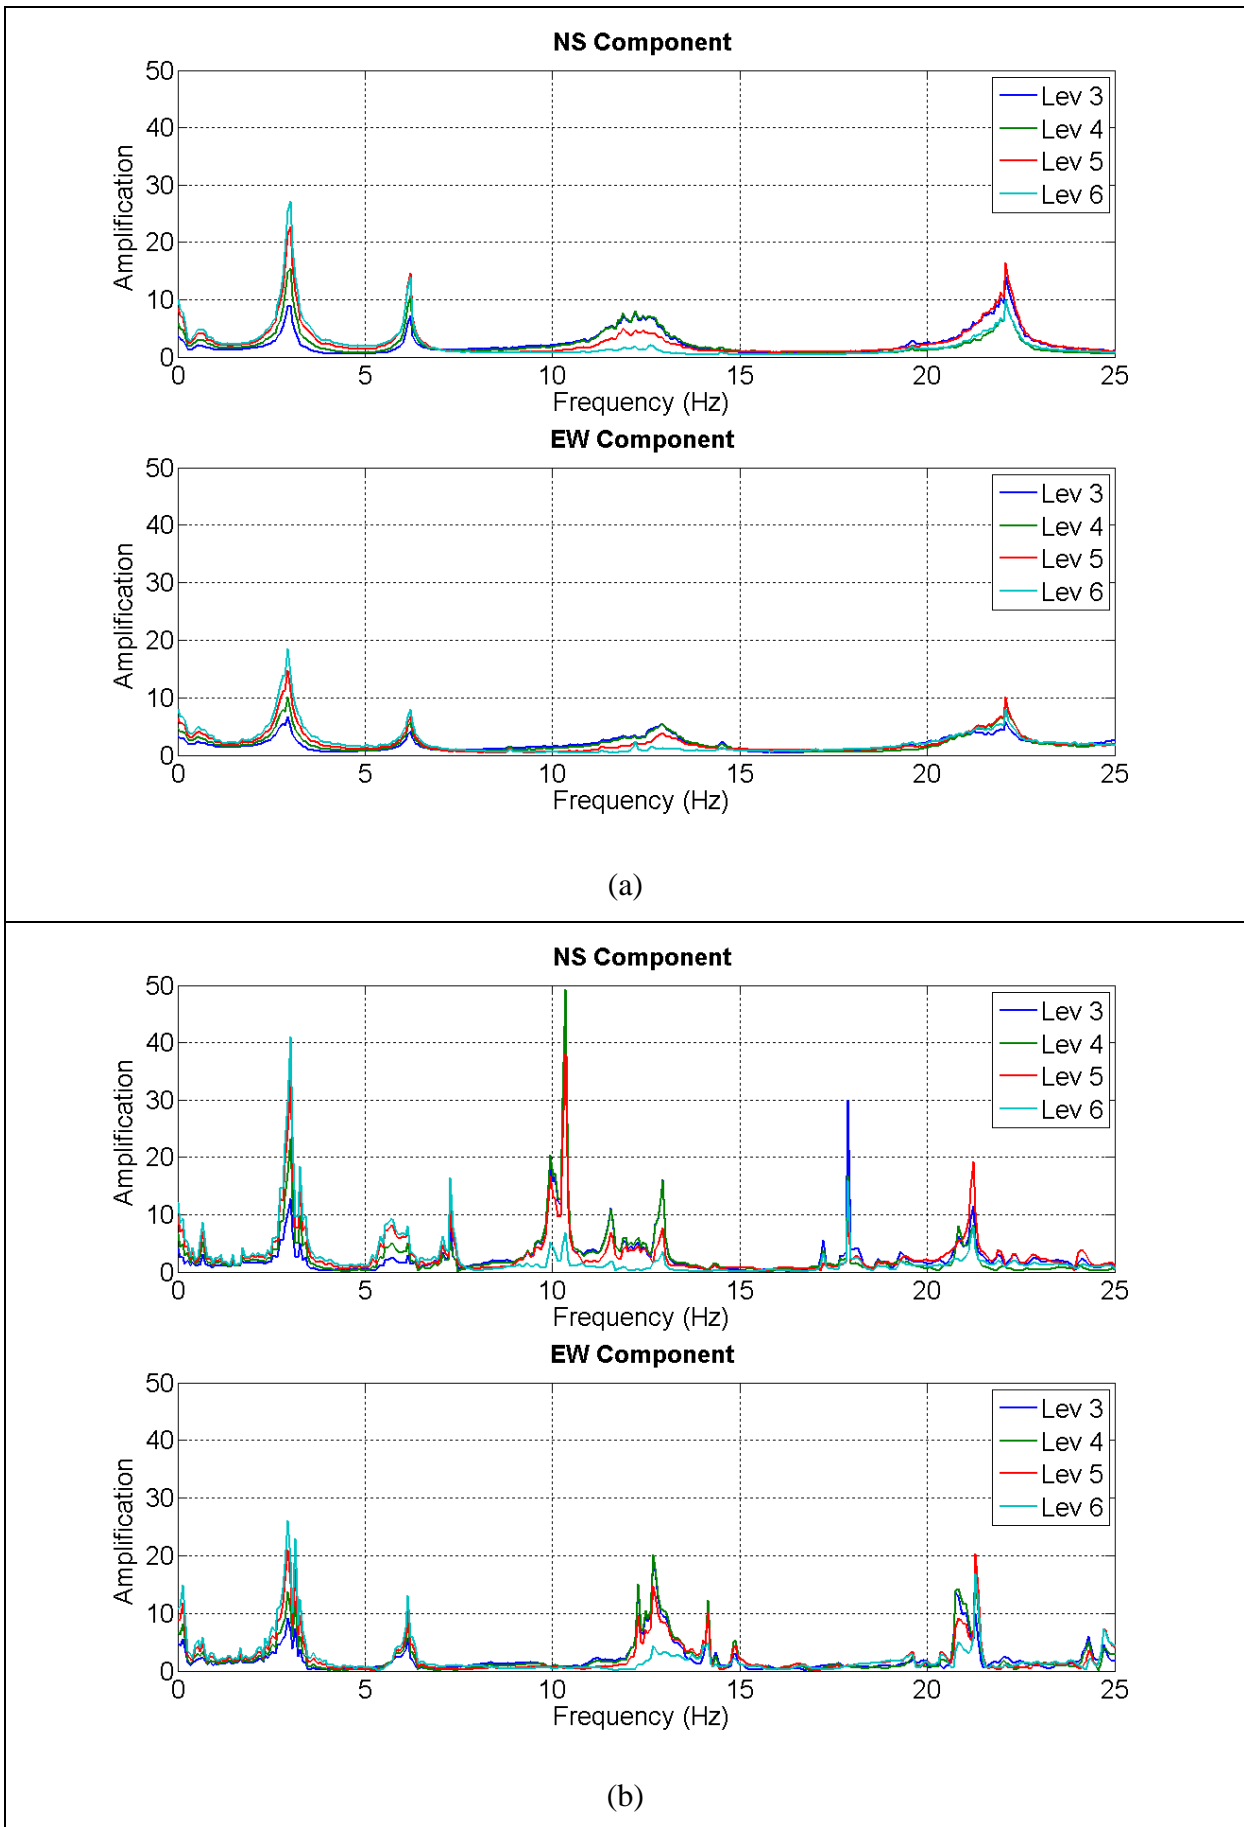 NS Component
50
40
30
20
10
0
Amplification
Lev 3
Lev 4
Lev 5
Lev 6
0 5 10 15 20 25
Frequency (Hz)
EW Component
50
40
30
20
10
0
Amplification
Lev 3
Lev 4
Lev 5
Lev 6
0 5 10 15 20 25
Frequency (Hz)
(a)
NS Component
50
40
30
20
10
0
Amplification
Lev 3
Lev 4
Lev 5
Lev 6
0 5 10 15 20 25
Frequency (Hz)
EW Component
50
40
30
20
10
0
Amplification
Lev 3
Lev 4
Lev 5
Lev 6
0 5 10 15 20 25
Frequency (Hz)
(b)